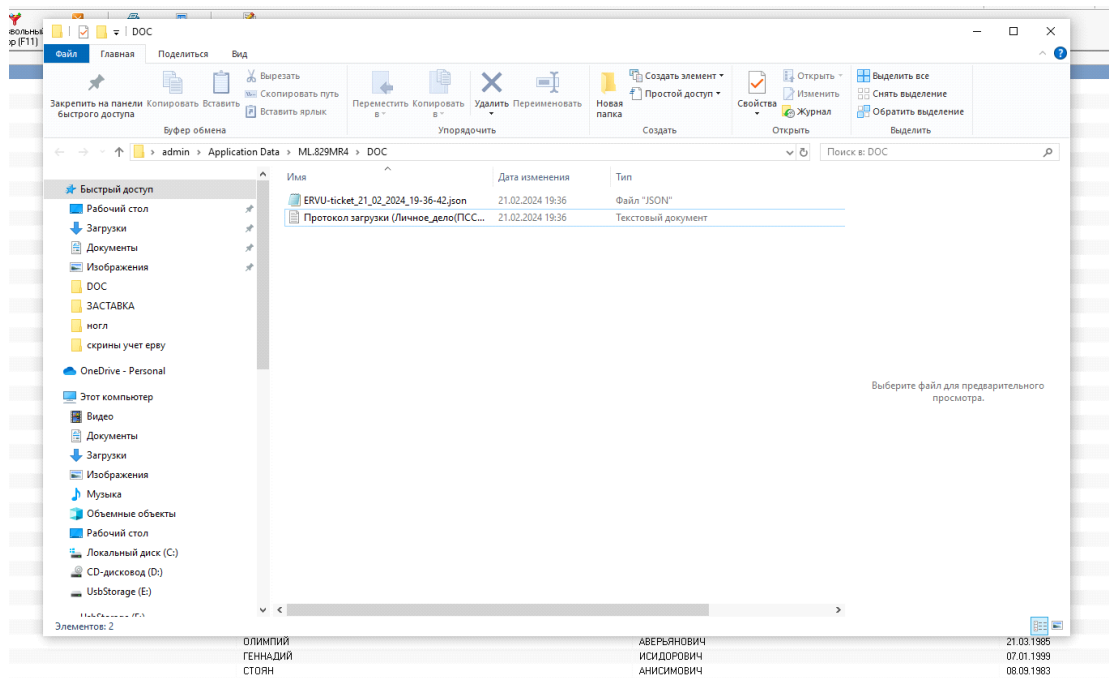 DOC
Файл Главная Поделиться Вид
Закрепить на панели быстрого доступа
Копировать
Вставить
Вырезать
Скопировать путь
Вставить ярлык
Буфер обмена
Переместить в
Копировать в
Удалить
Переименовать
Упорядочить
Новая папка
Создать элемент
Простой доступ
Создать
Свойства
Открыть
Изменить
Журнал
Открыть
Выделить все
Снять выделение
Обратить выделение
Выделить
admin › Application Data › ML.829MR4 › DOC
Поиск в: DOC
Имя Дата изменения Тип
ERVU-ticket_21_02_2024_19-36-42.json 21.02.2024 19:36 Файл "JSON"
Протокол загрузки (Личное_дело(ПСС... 21.02.2024 19:36 Текстовый документ
Быстрый доступ
Рабочий стол
Загрузки
Документы
Изображения
DOC
ЗАСТАВКА
ногл
скрины учет ерву
OneDrive - Personal
Этот компьютер
Видео
Документы
Загрузки
Изображения
Музыка
Объемные объекты
Рабочий стол
Локальный диск (C:)
CD-дисковод (D:)
UsbStorage (E:)
Выберите файл для предварительного
просмотра.
Элементов: 2
ОЛИМПИЙ АВЕРЬЯНОВИЧ 21.03.1985
ГЕННАДИЙ ИСИДОРОВИЧ 07.01.1999
СТОЯН АНИСИМОВИЧ 08.09.1983